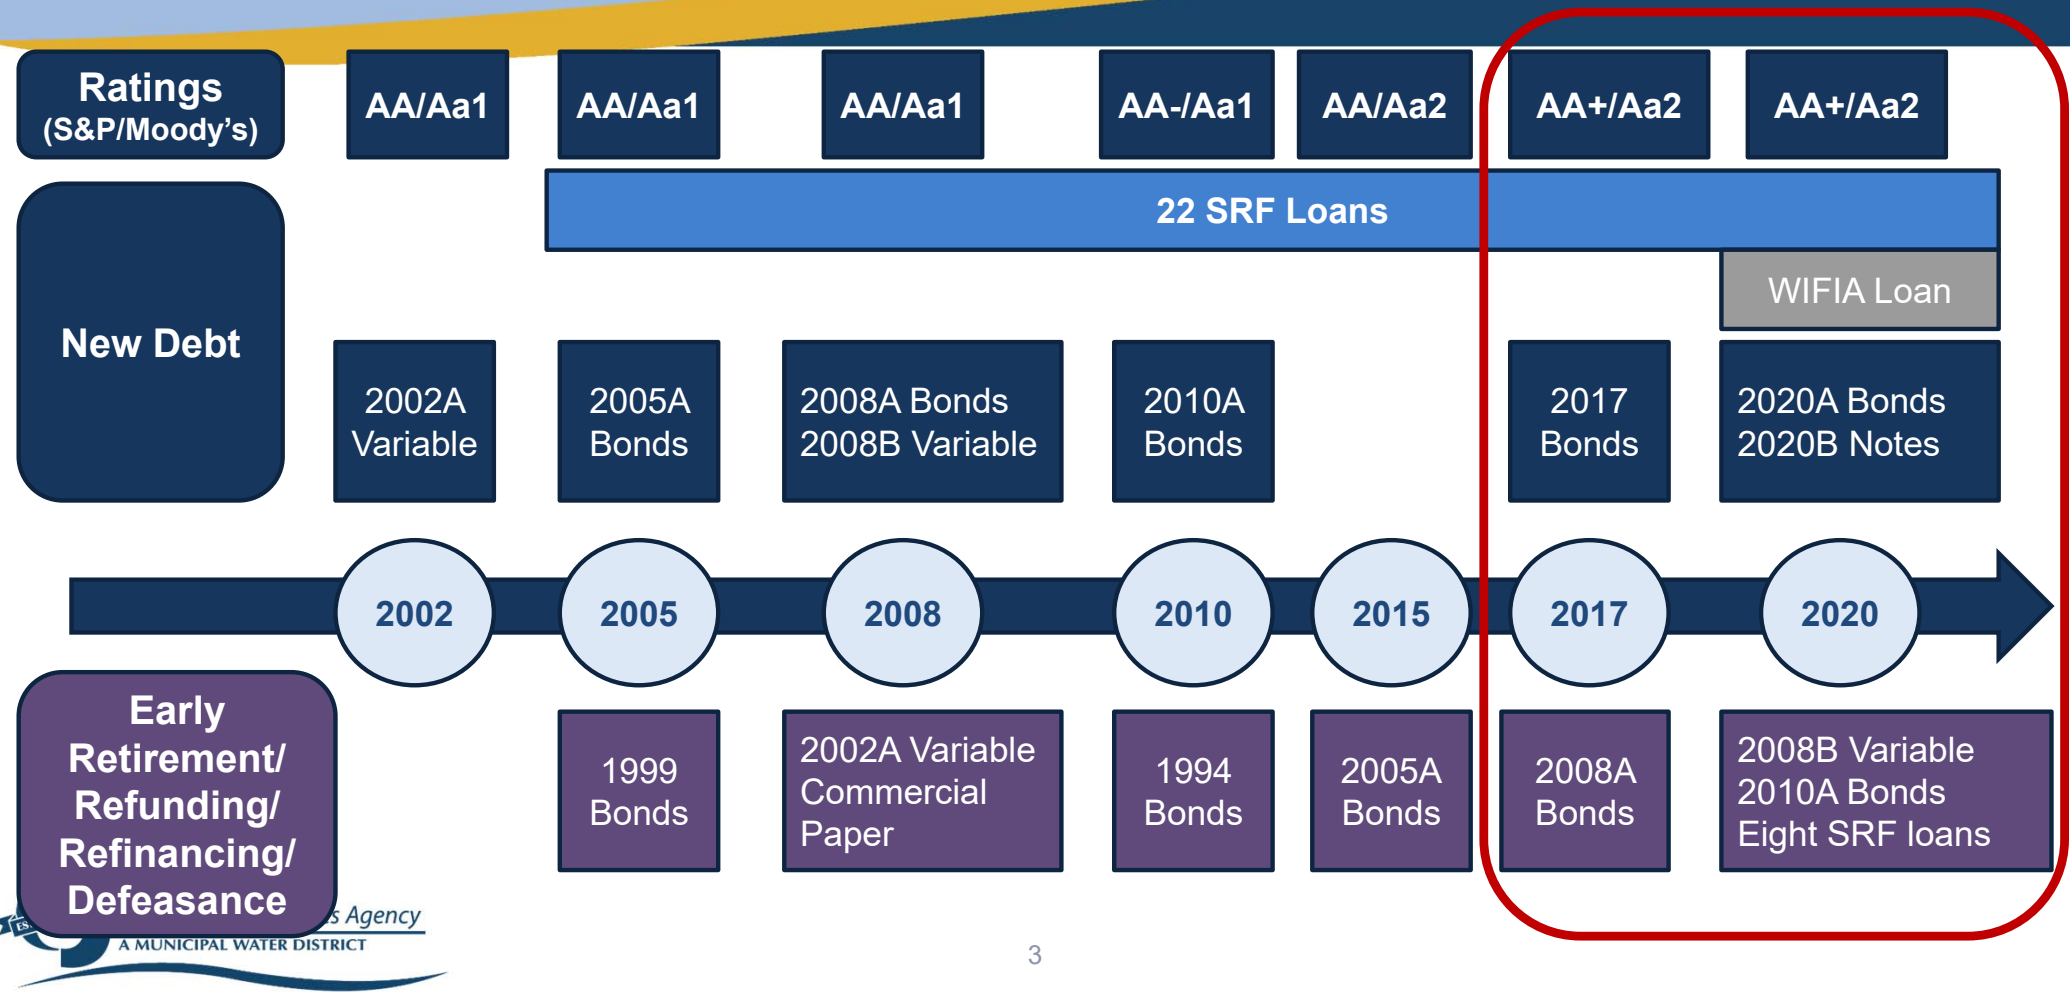 Ratings
(S&P/Moody's)
AA/Aa1
AA/Aa1
AA/Aa1
AA-/Aa1
AA/Aa2
AA+/Aa2
AA+/Aa2
22 SRF Loans
WIFIA Loan
New Debt
2002A
Variable
2005A
Bonds
2008A Bonds
2008B Variable
2010A
Bonds
2017
Bonds
2020A Bonds
2020B Notes
2002
2005
2008
2010
2015
2017
2020
Early
Retirement/
Refunding/
Refinancing/
Defeasance
1999
Bonds
2002A Variable
Commercial
Paper
1994
Bonds
2005A
Bonds
2008A
Bonds
2008B Variable
2010A Bonds
Eight SRF loans
Agency
A MUNICIPAL WATER DISTRICT
3